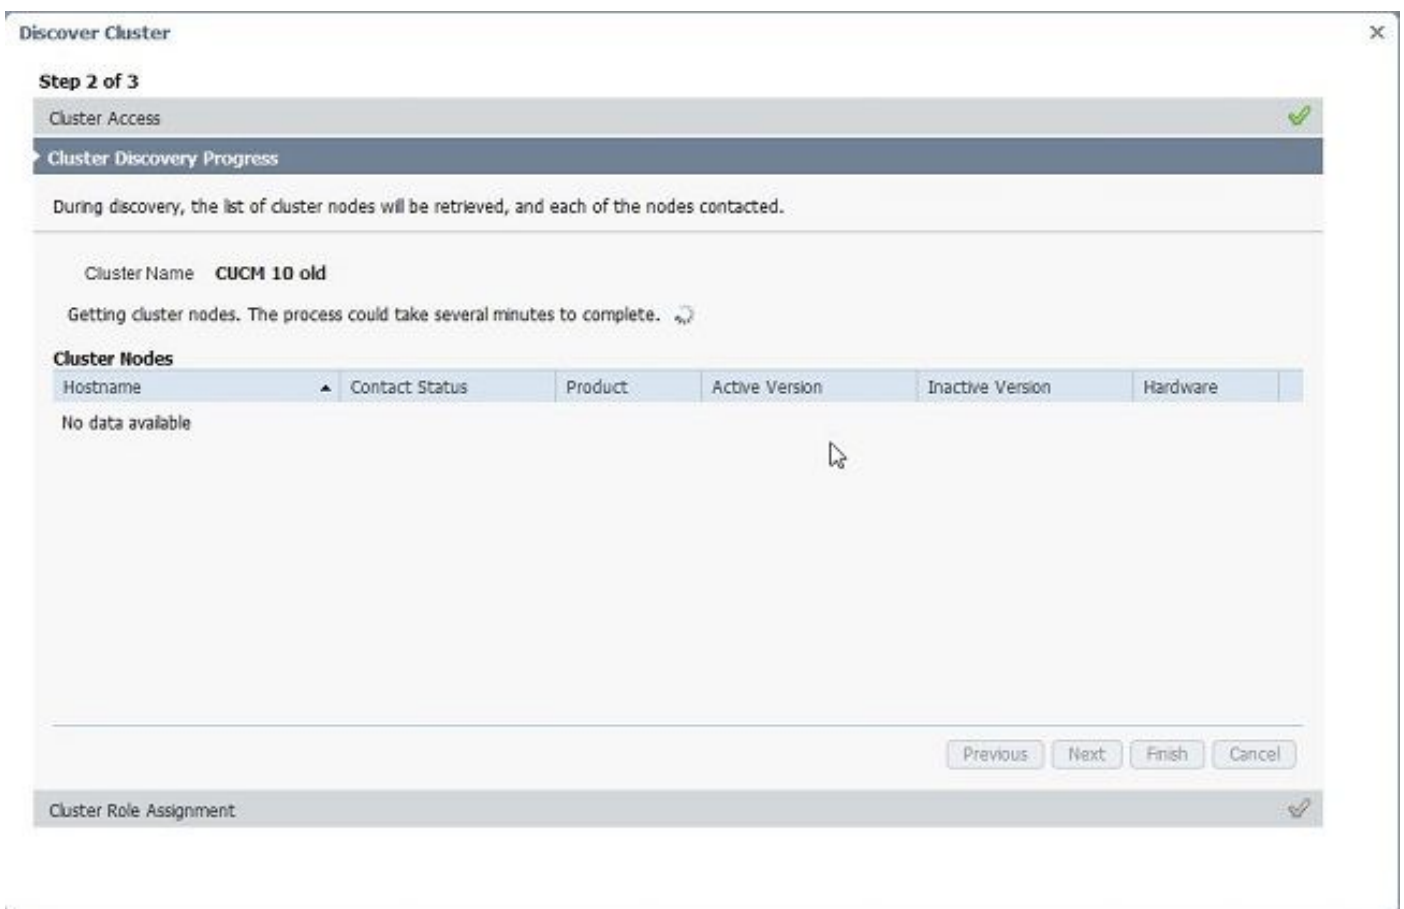 Discover Cluster
Step 2 of 3
Cluster Access
Cluster Discovery Progress
During discovery, the list of cluster nodes will be retrieved, and each of the nodes contacted.
Cluster Name CUCM 10 old
Getting cluster nodes. The process could take several minutes to complete.
Cluster Nodes
Hostname Contact Status Product Active Version Inactive Version Hardware
No data available
Previous Next Finish Cancel
Cluster Role Assignment